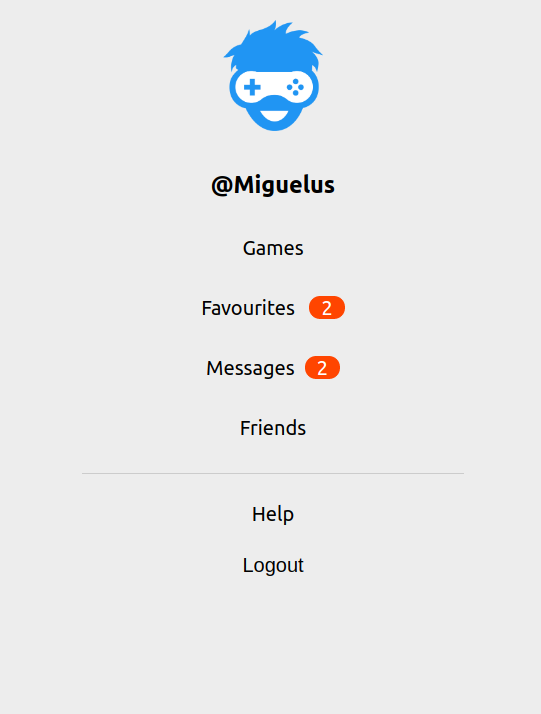 @Miguelus
Games
Favourites 2
Messages 2
Friends
Help
Logout